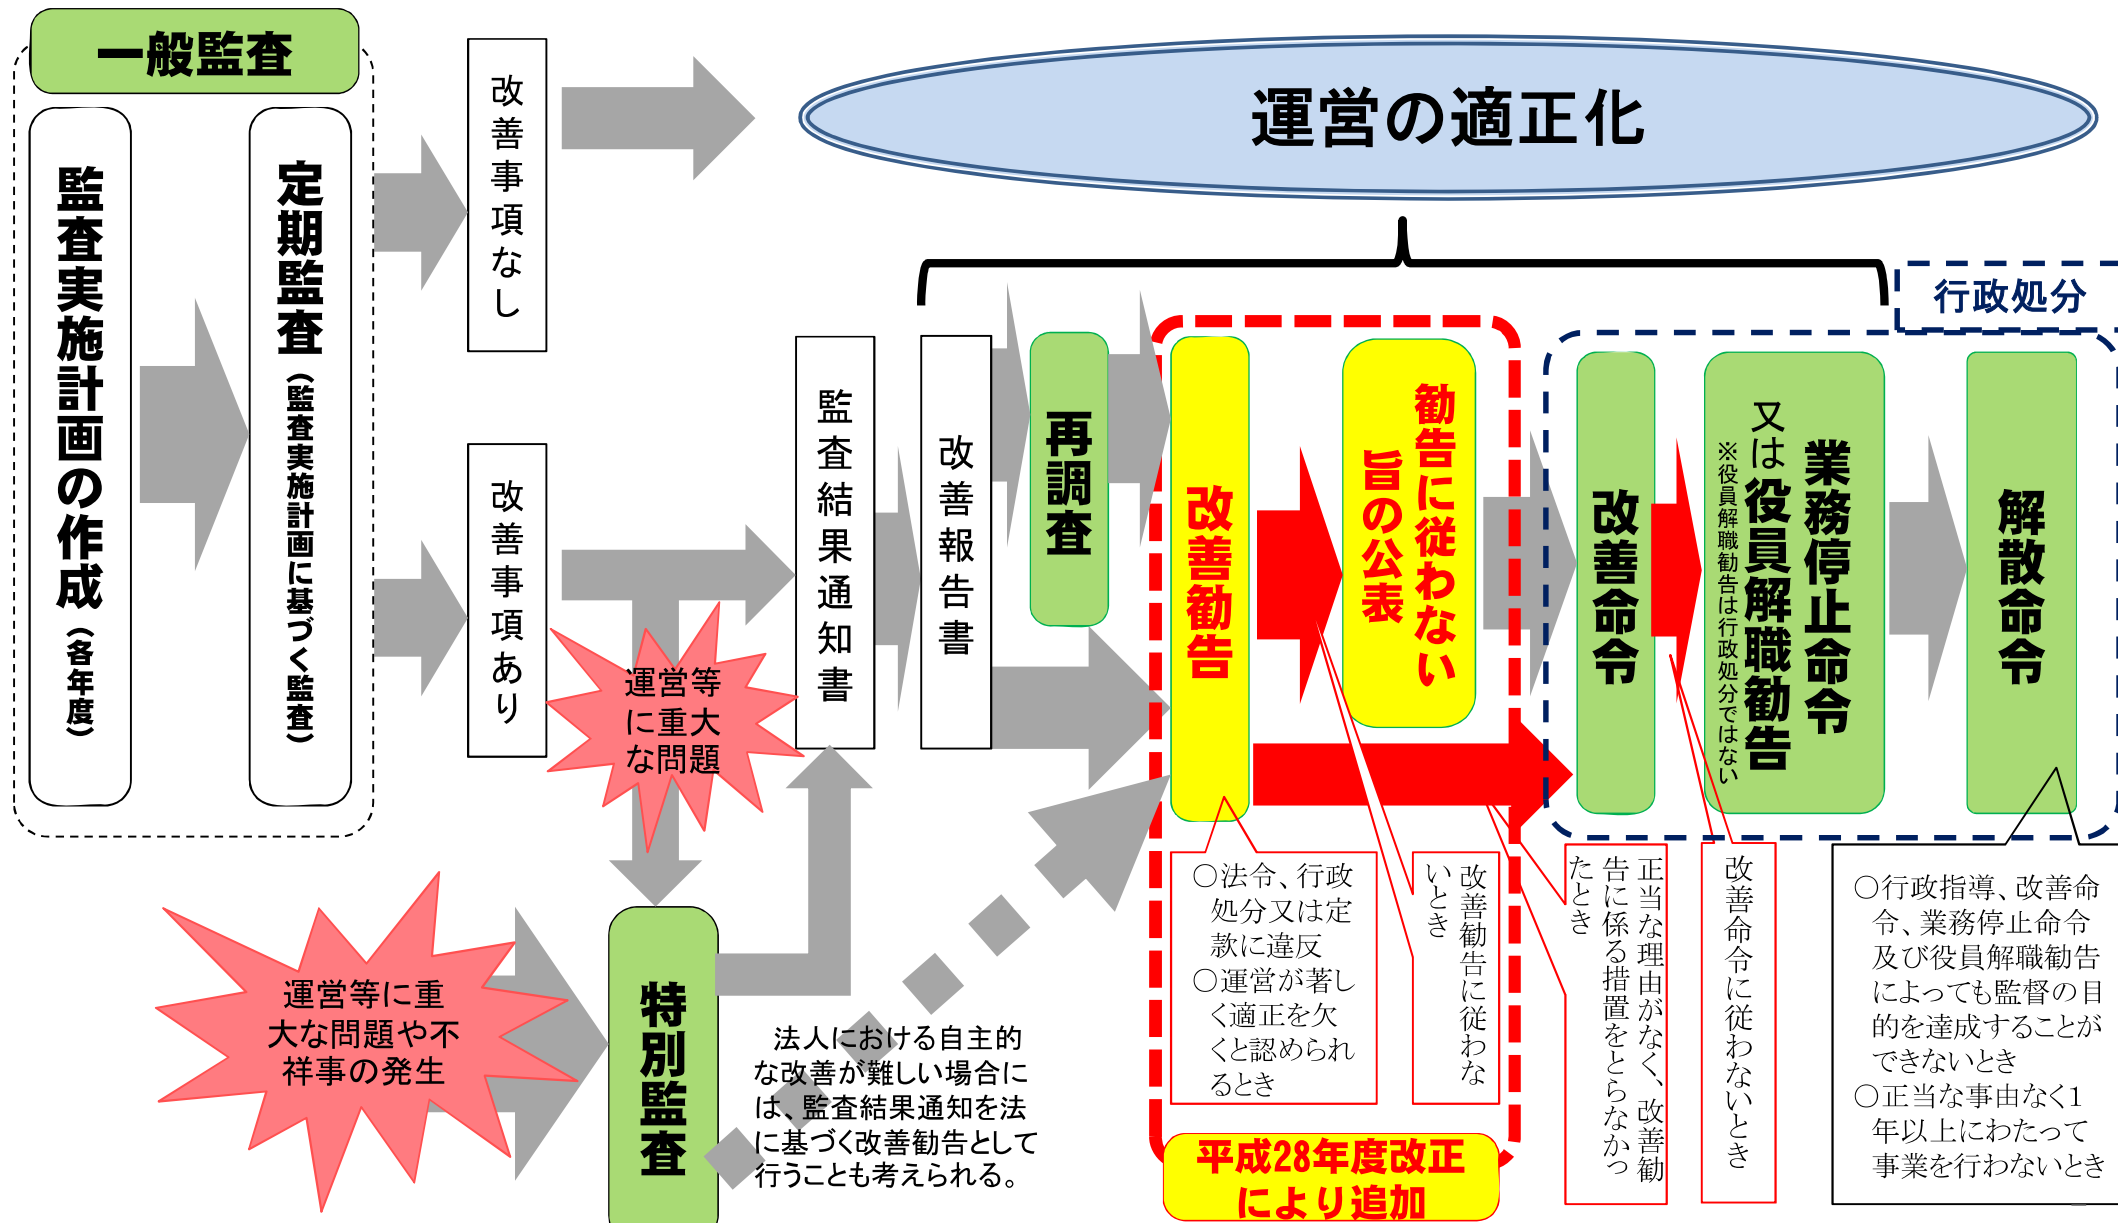 一般監査
監査実施計画の作成（各年度）
定期監査（監査実施計画に基づく監査）
改善事項なし
運営の適正化
改善事項あり
運営等
に重大
な問題
監査結果通知書
改善報告書
再調査
改善勧告
勧告に従わない
旨の公表
行政処分
改善命令
業務停止命令
又は役員解職勧告
※役員解職勧告は行政処分ではない
解散命令
運営等に重
大な問題や不
祥事の発生
特別監査
法人における自主的
な改善が難しい場合に
は、監査結果通知を法
に基づく改善勧告として
行うことも考えられる。
○法令、行政
処分又は定
款に違反
○運営が著し
く適正を欠
くと認められ
るとき
改善勧告に従わな
いとき
正当な理由がなく、改善勧
告に係る措置をとらなかっ
たとき
改善命令に従わないとき
○行政指導、改善命
令、業務停止命令
及び役員解職勧告
によっても監督の目
的を達成することが
できないとき
○正当な事由なく1
年以上にわたって
事業を行わないとき
平成28年度改正
により追加